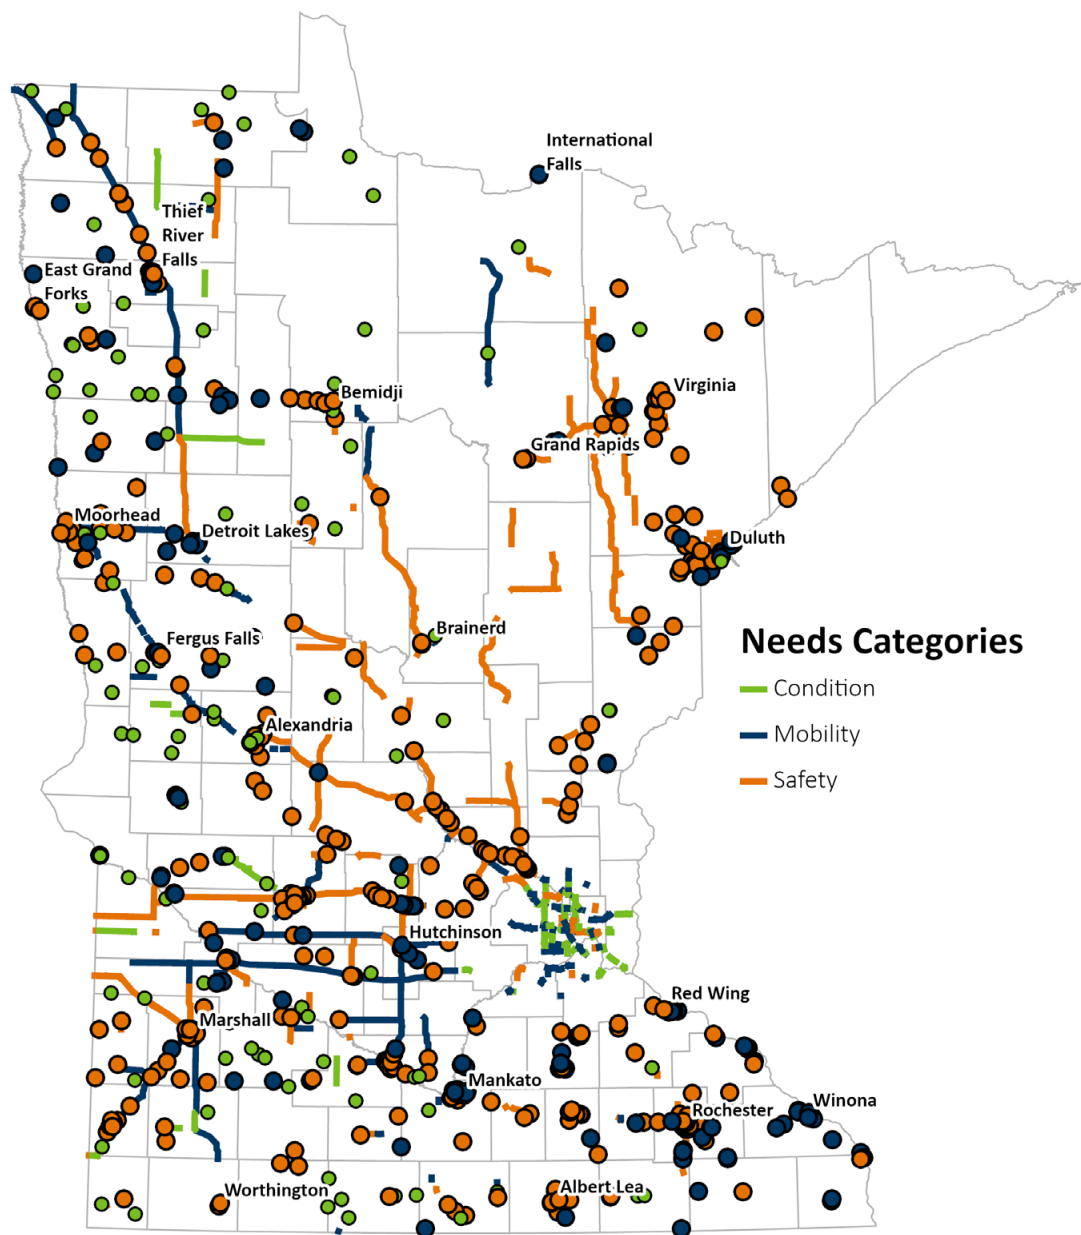 International
Falls
Thief
River
Falls
East Grand
Forks
Bemidji
Virginia
Grand Rapids
Moorhead
Detroit Lakes
Duluth
Brainerd
Fergus Falls
Needs Categories
Condition
Mobility
Safety
Alexandria
Hutchinson
Red Wing
Marshall
Mankato
Winona
Rochester
Worthington
Albert Lea